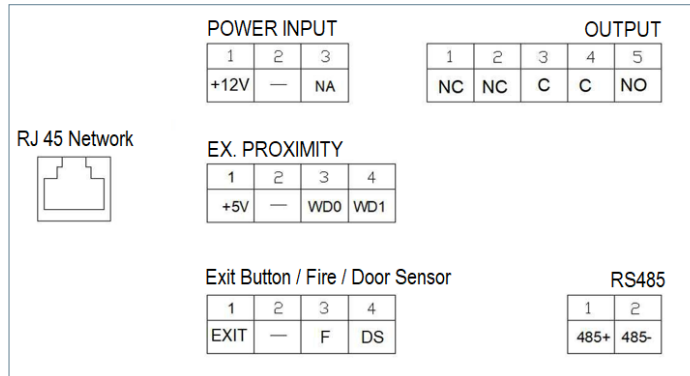 POWER INPUT
1 2 3
+12V — NA
OUTPUT
1 2 3 4 5
NC NC C C NO
RJ 45 Network
EX. PROXIMITY
1 2 3 4
+5V — WD0 WD1
Exit Button / Fire / Door Sensor
1 2 3 4
EXIT — F DS
RS485
1 2
485+ 485-